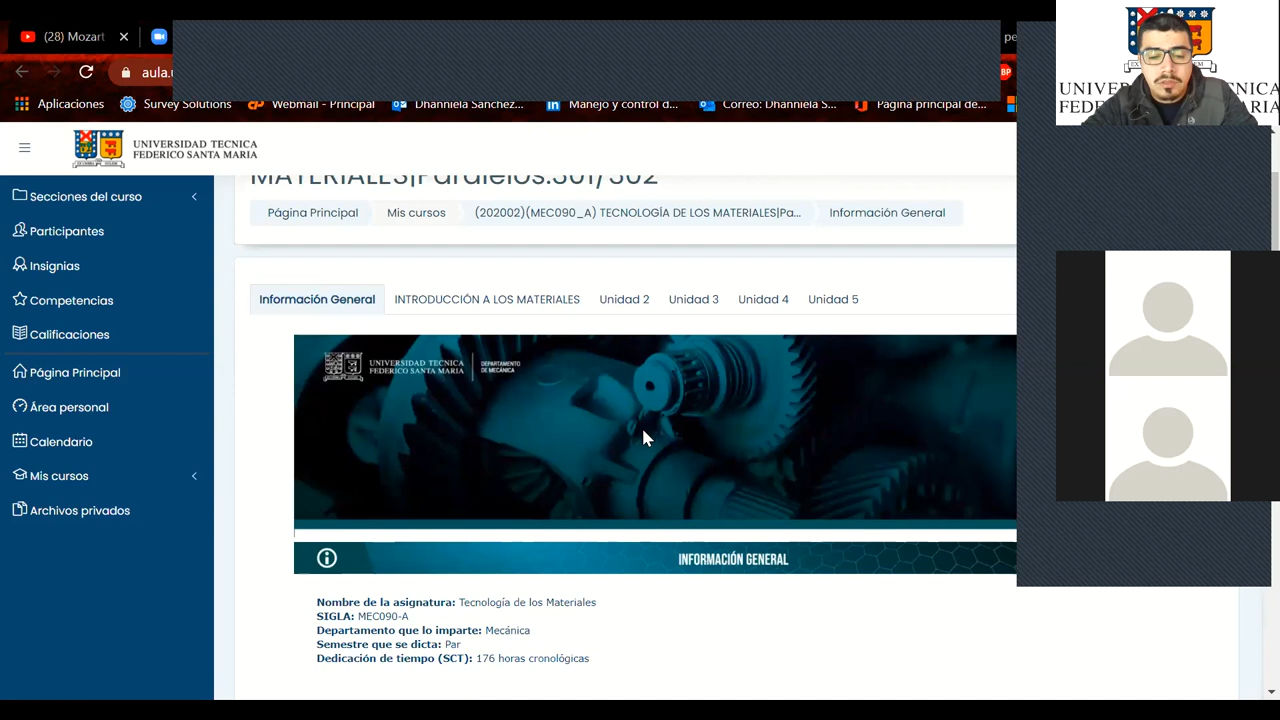 (28) Mozart
pe
aula.
BP
Aplicaciones
Survey Solutions
Webmail - Principal
Dhanniela Sánchez...
Manejo y control d...
Correo: Dhanniela S...
Página principal de...
UNIVERSIDAD TECNICA
FEDERICO SANTA MARIA
MATERIALES|Paralelos:301/302
Página Principal
Mis cursos
(202002)(MEC090_A) TECNOLOGÍA DE LOS MATERIALES|Pa...
Información General
Secciones del curso
Participantes
Insignias
Competencias
Calificaciones
Página Principal
Área personal
Calendario
Mis cursos
Archivos privados
Información General
INTRODUCCIÓN A LOS MATERIALES
Unidad 2
Unidad 3
Unidad 4
Unidad 5
UNIVERSIDAD TECNICA
FEDERICO SANTA MARIA
DEPARTAMENTO
DE MECÁNICA
INFORMACIÓN GENERAL
Nombre de la asignatura: Tecnología de los Materiales
SIGLA: MEC090-A
Departamento que lo imparte: Mecánica
Semestre que se dicta: Par
Dedicación de tiempo (SCT): 176 horas cronológicas